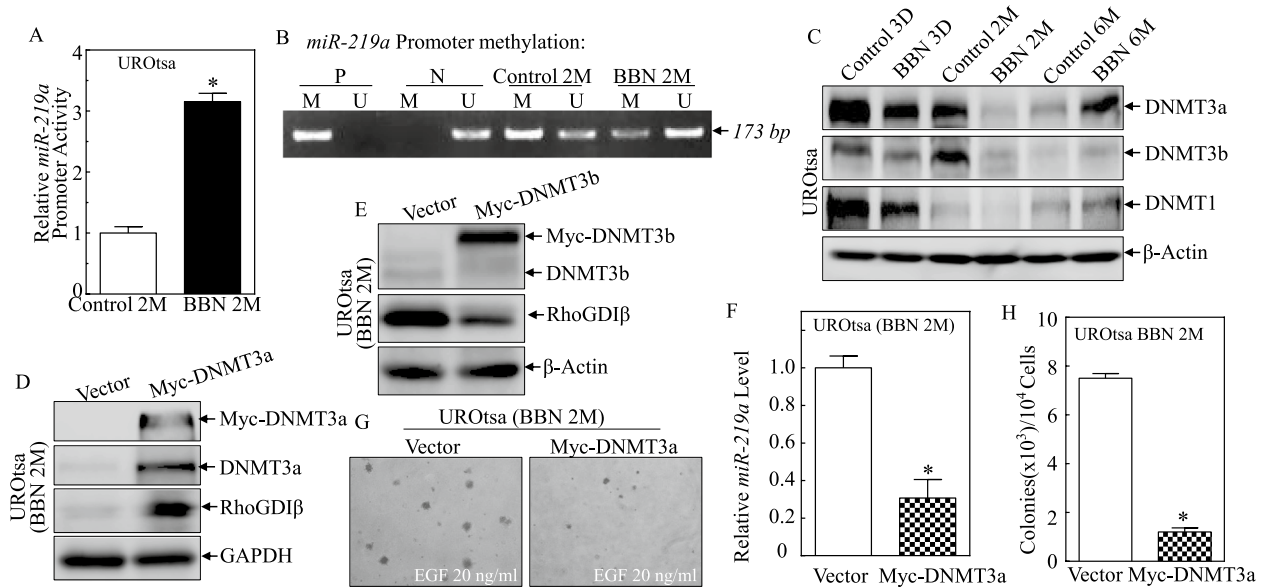 A
UROtsa
*
4
3
2
1
0
Relative miR-219a
Promoter Activity
Control 2M BBN 2M
B
miR-219a Promoter methylation:
P N Control 2M BBN 2M
M U M U M U M U
173 bp
C
Control 3D BBN 3D Control 2M BBN 2M Control 6M BBN 6M
UROtsa
DNMT3a
DNMT3b
DNMT1
β-Actin
D
Vector Myc-DNMT3a
UROtsa
(BBN 2M)
Myc-DNMT3a
DNMT3a
RhoGDIβ
GAPDH
E
Vector Myc-DNMT3b
UROtsa
(BBN 2M)
Myc-DNMT3b
DNMT3b
RhoGDIβ
β-Actin
G
UROtsa (BBN 2M)
Vector Myc-DNMT3a
EGF 20 ng/ml EGF 20 ng/ml
F
UROtsa (BBN 2M)
*
1.0
0.8
0.6
0.4
0.2
0
Relative miR-219a Level
Vector Myc-DNMT3a
H
UROtsa BBN 2M
*
10
8
6
4
2
0
Colonies(x10³)/10⁴ Cells
Vector Myc-DNMT3a